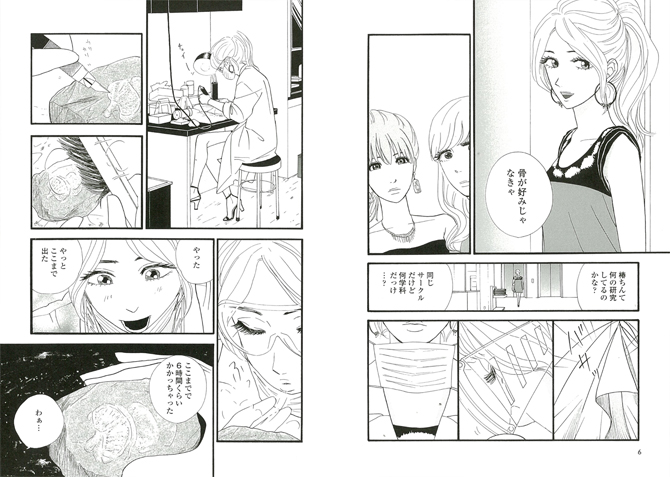 骨が好みじゃ
なきゃ
椿ちんて
何の研究
してるの
かな?
同じ
サークル
だけど
何学科
だっけ
…?
6
やった
やっと
ここまで
出た
ここまでで
6時間くらい
かかっちゃった
わぁ…